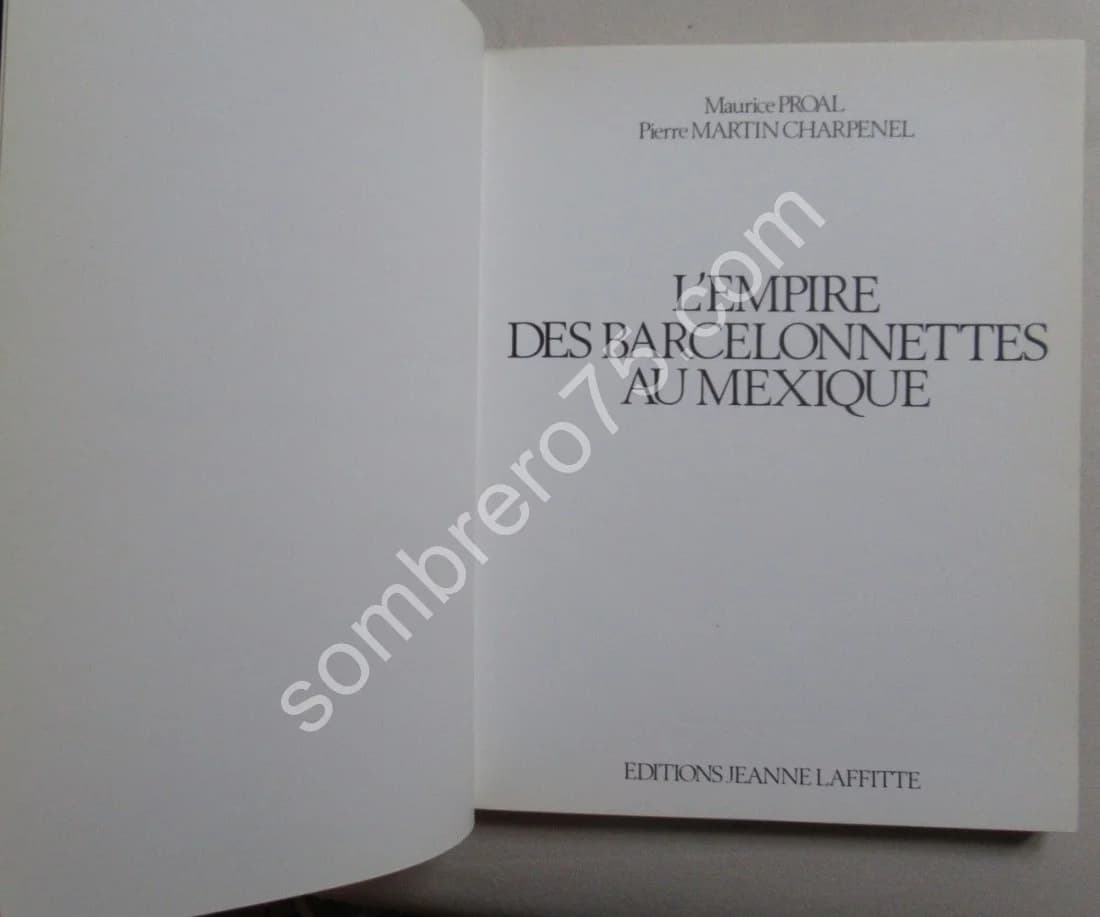 Maurice PROAL
Pierre MARTIN CHARPENEL
L'EMPIRE
DES BARCELONNETTES
AU MEXIQUE
sombrero75.com
EDITIONS JEANNE LAFFITTE